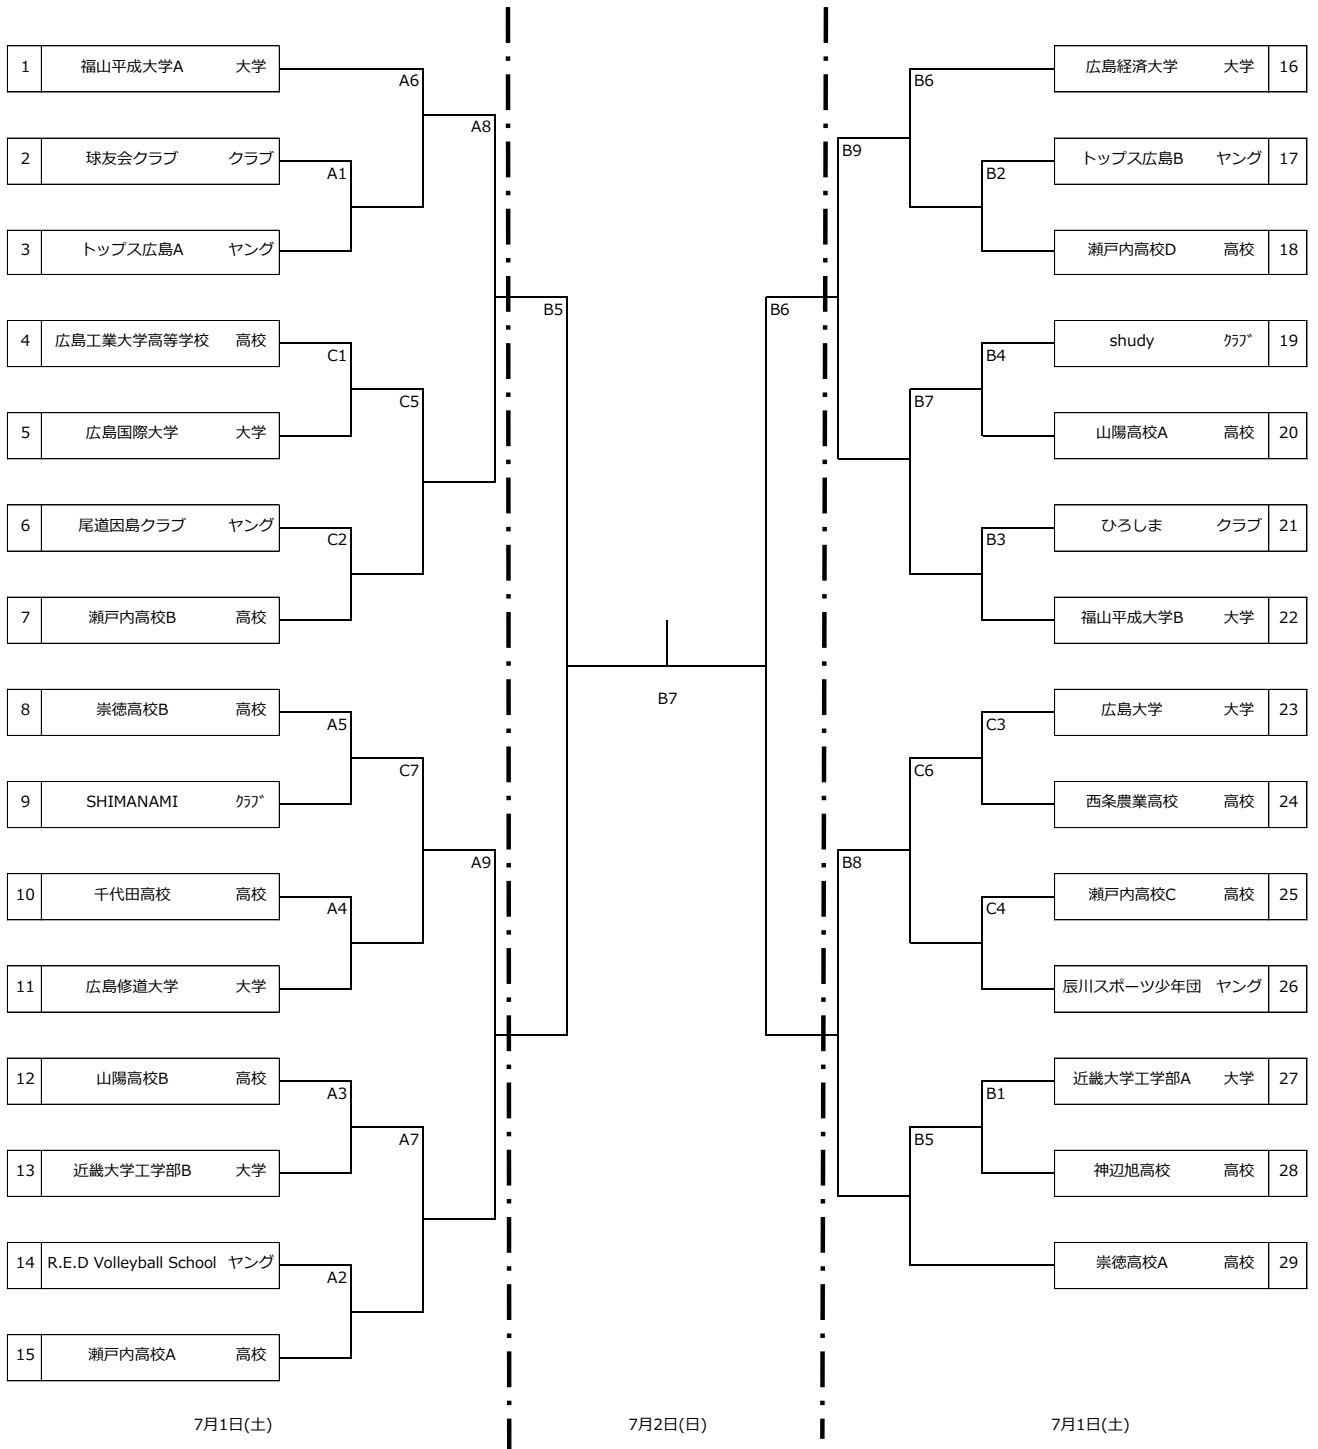 1 福山平成大学A 大学
2 球友会クラブ クラブ
3 トップス広島A ヤング
4 広島工業大学高等学校 高校
5 広島国際大学 大学
6 尾道因島クラブ ヤング
7 瀬戸内高校B 高校
8 崇徳高校B 高校
9 SHIMANAMI ｸﾗﾌﾞ
10 千代田高校 高校
11 広島修道大学 大学
12 山陽高校B 高校
13 近畿大学工学部B 大学
14 R.E.D Volleyball School ヤング
15 瀬戸内高校A 高校
A6
A8
A1
C1
C5
C2
A5
C7
A9
A4
A3
A7
A2
B5
B7
B6
B6
B9
B2
B4
B7
B3
C3
C6
B8
C4
B1
B5
広島経済大学 大学 16
トップス広島B ヤング 17
瀬戸内高校D 高校 18
shudy ｸﾗﾌﾞ 19
山陽高校A 高校 20
ひろしま クラブ 21
福山平成大学B 大学 22
広島大学 大学 23
西条農業高校 高校 24
瀬戸内高校C 高校 25
辰川スポーツ少年団 ヤング 26
近畿大学工学部A 大学 27
神辺旭高校 高校 28
崇徳高校A 高校 29
7月1日(土)
7月2日(日)
7月1日(土)